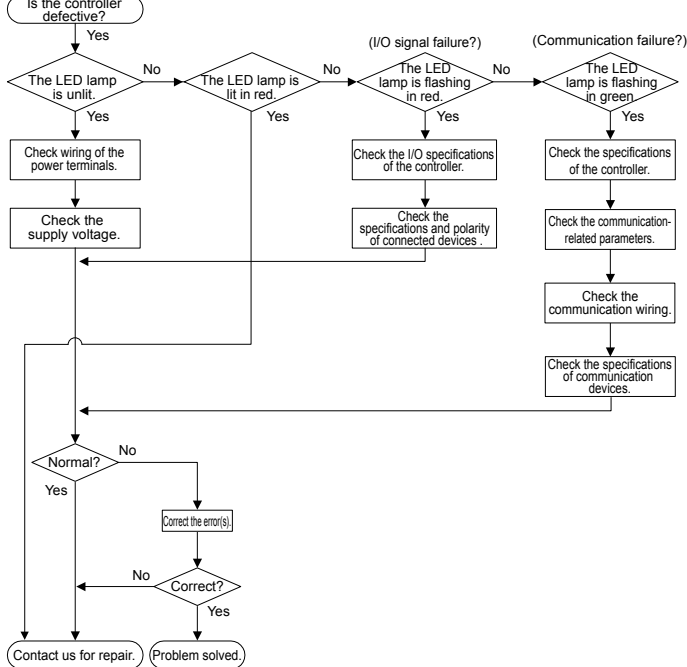 Is the controller
defective?
Yes
(I/O signal failure?)
(Communication failure?)
The LED lamp
is unlit.
No
The LED lamp is
lit in red.
No
The LED
lamp is flashing
in red.
No
The LED
lamp is flashing
in green.
Yes
Yes
Yes
Yes
Check wiring of the
power terminals.
Check the I/O specifications
of the controller.
Check the specifications
of the controller.
Check the
supply voltage.
Check the
specifications and polarity
of connected devices .
Check the communication-
related parameters.
Check the
communication wiring.
Check the specifications
of communication
devices.
Normal?
No
Yes
Correct the error(s).
No
Correct?
Yes
Contact us for repair.
Problem solved.